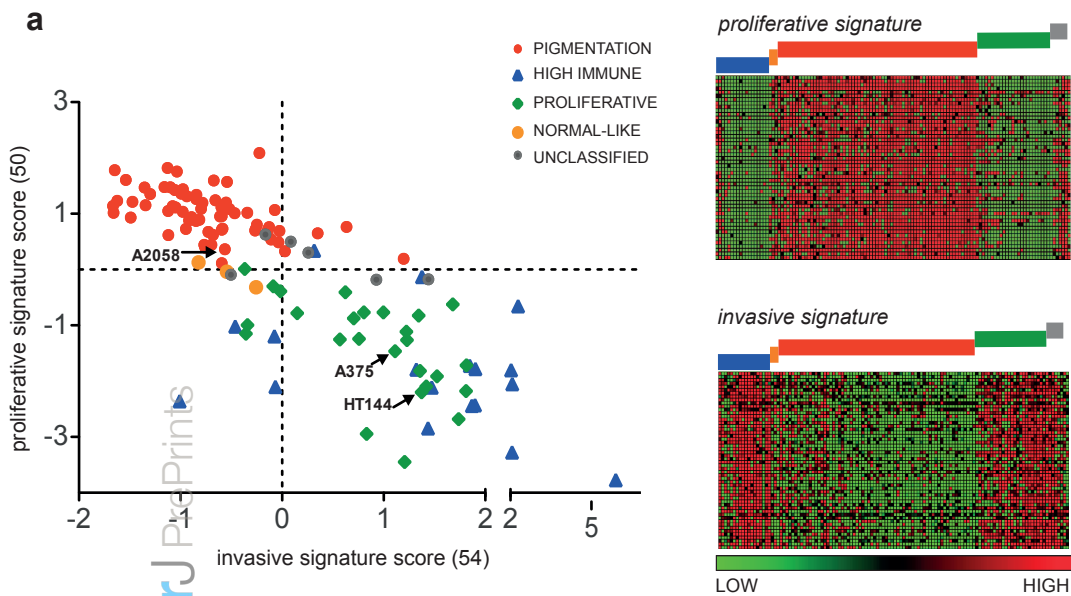 a
PIGMENTATION
HIGH IMMUNE
PROLIFERATIVE
NORMAL-LIKE
UNCLASSIFIED
proliferative signature score (50)
3
1
-1
-3
A2058
A375
HT144
-2
-1
0
1
2
2
5
invasive signature score (54)
rJ PrePrints
proliferative signature
invasive signature
LOW
HIGH